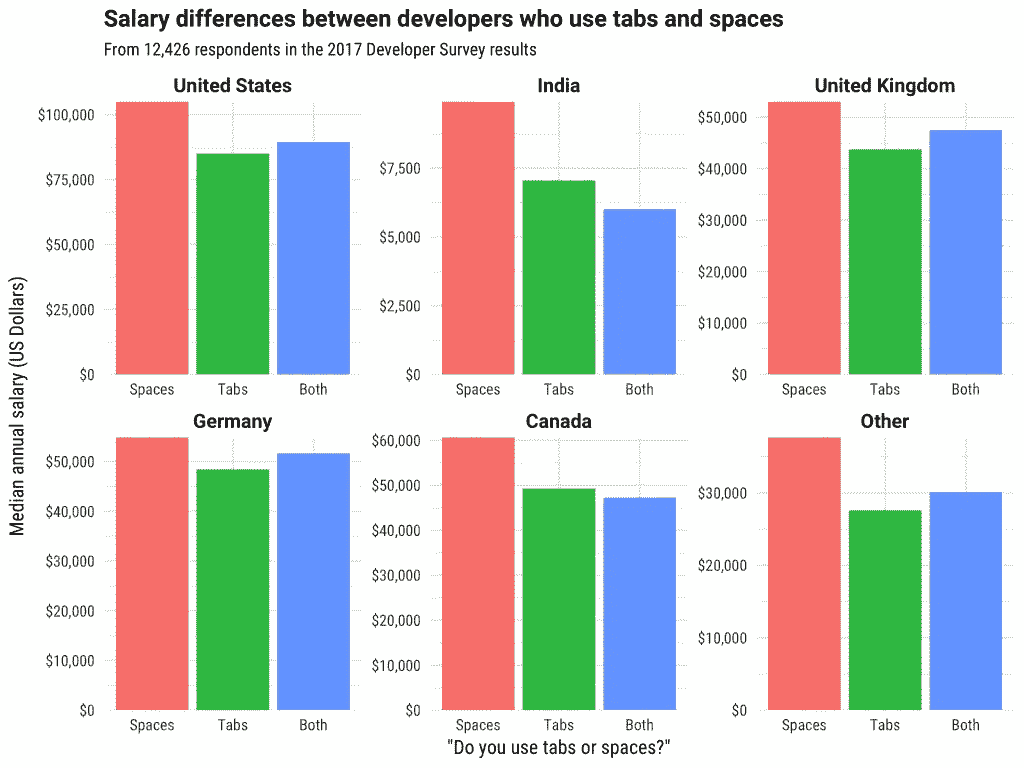 Salary differences between developers who use tabs and spaces
From 12,426 respondents in the 2017 Developer Survey results
Median annual salary (US Dollars)
United States
$100,000
$75,000
$50,000
$25,000
$0
Spaces Tabs Both
India
$7,500
$5,000
$2,500
$0
Spaces Tabs Both
United Kingdom
$50,000
$40,000
$30,000
$20,000
$10,000
$0
Spaces Tabs Both
Germany
$50,000
$40,000
$30,000
$20,000
$10,000
$0
Spaces Tabs Both
Canada
$60,000
$50,000
$40,000
$30,000
$20,000
$10,000
$0
Spaces Tabs Both
Other
$30,000
$20,000
$10,000
$0
Spaces Tabs Both
"Do you use tabs or spaces?"